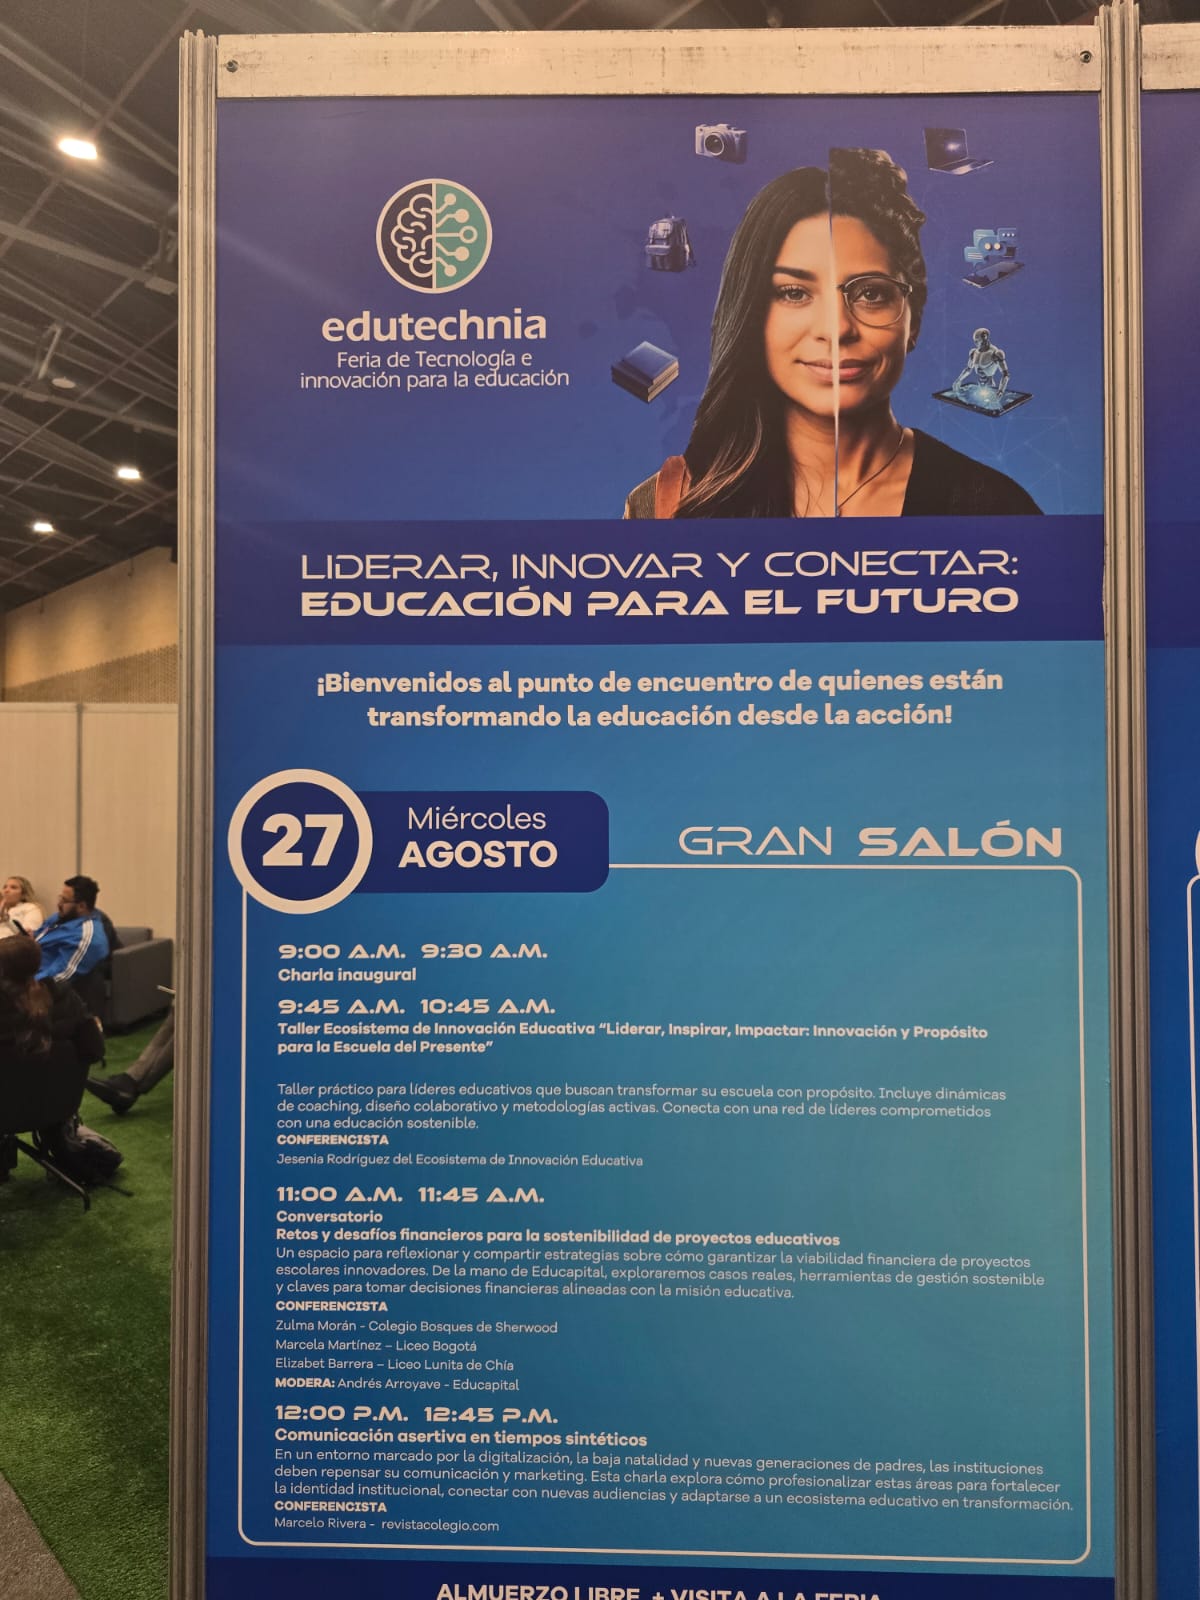 edutechnia
Feria de Tecnología e
innovación para la educación
LIDERAR, INNOVAR Y CONECTAR:
EDUCACIÓN PARA EL FUTURO
¡Bienvenidos al punto de encuentro de quienes están
transformando la educación desde la acción!
27
Miércoles
AGOSTO
GRAN SALÓN
9:00 A.M. 9:30 A.M.
Charla inaugural
9:45 A.M. 10:45 A.M.
Taller Ecosistema de Innovación Educativa “Liderar, Inspirar, Impactar: Innovación y Propósito
para la Escuela del Presente”
Taller práctico para líderes educativos que buscan transformar su escuela con propósito. Incluye dinámicas
de coaching, diseño colaborativo y metodologías activas. Conecta con una red de líderes comprometidos
con una educación sostenible.
CONFERENCISTA
Jesenia Rodríguez del Ecosistema de Innovación Educativa
11:00 A.M. 11:45 A.M.
Conversatorio
Retos y desafíos financieros para la sostenibilidad de proyectos educativos
Un espacio para reflexionar y compartir estrategias sobre cómo garantizar la viabilidad financiera de proyectos
escolares innovadores. De la mano de Educapital, exploraremos casos reales, herramientas de gestión sostenible
y claves para tomar decisiones financieras alineadas con la misión educativa.
CONFERENCISTA
Zulma Morán - Colegio Bosques de Sherwood
Marcela Martínez – Liceo Bogotá
Elizabet Barrera – Liceo Lunita de Chía
MODERA: Andrés Arroyave - Educapital
12:00 P.M. 12:45 P.M.
Comunicación asertiva en tiempos sintéticos
En un entorno marcado por la digitalización, la baja natalidad y nuevas generaciones de padres, las instituciones
deben repensar su comunicación y marketing. Esta charla explora cómo profesionalizar estas áreas para fortalecer
la identidad institucional, conectar con nuevas audiencias y adaptarse a un ecosistema educativo en transformación.
CONFERENCISTA
Marcelo Rivera - revistacolegio.com
ALMUERZO LIBRE + VISITA A LA FERIA